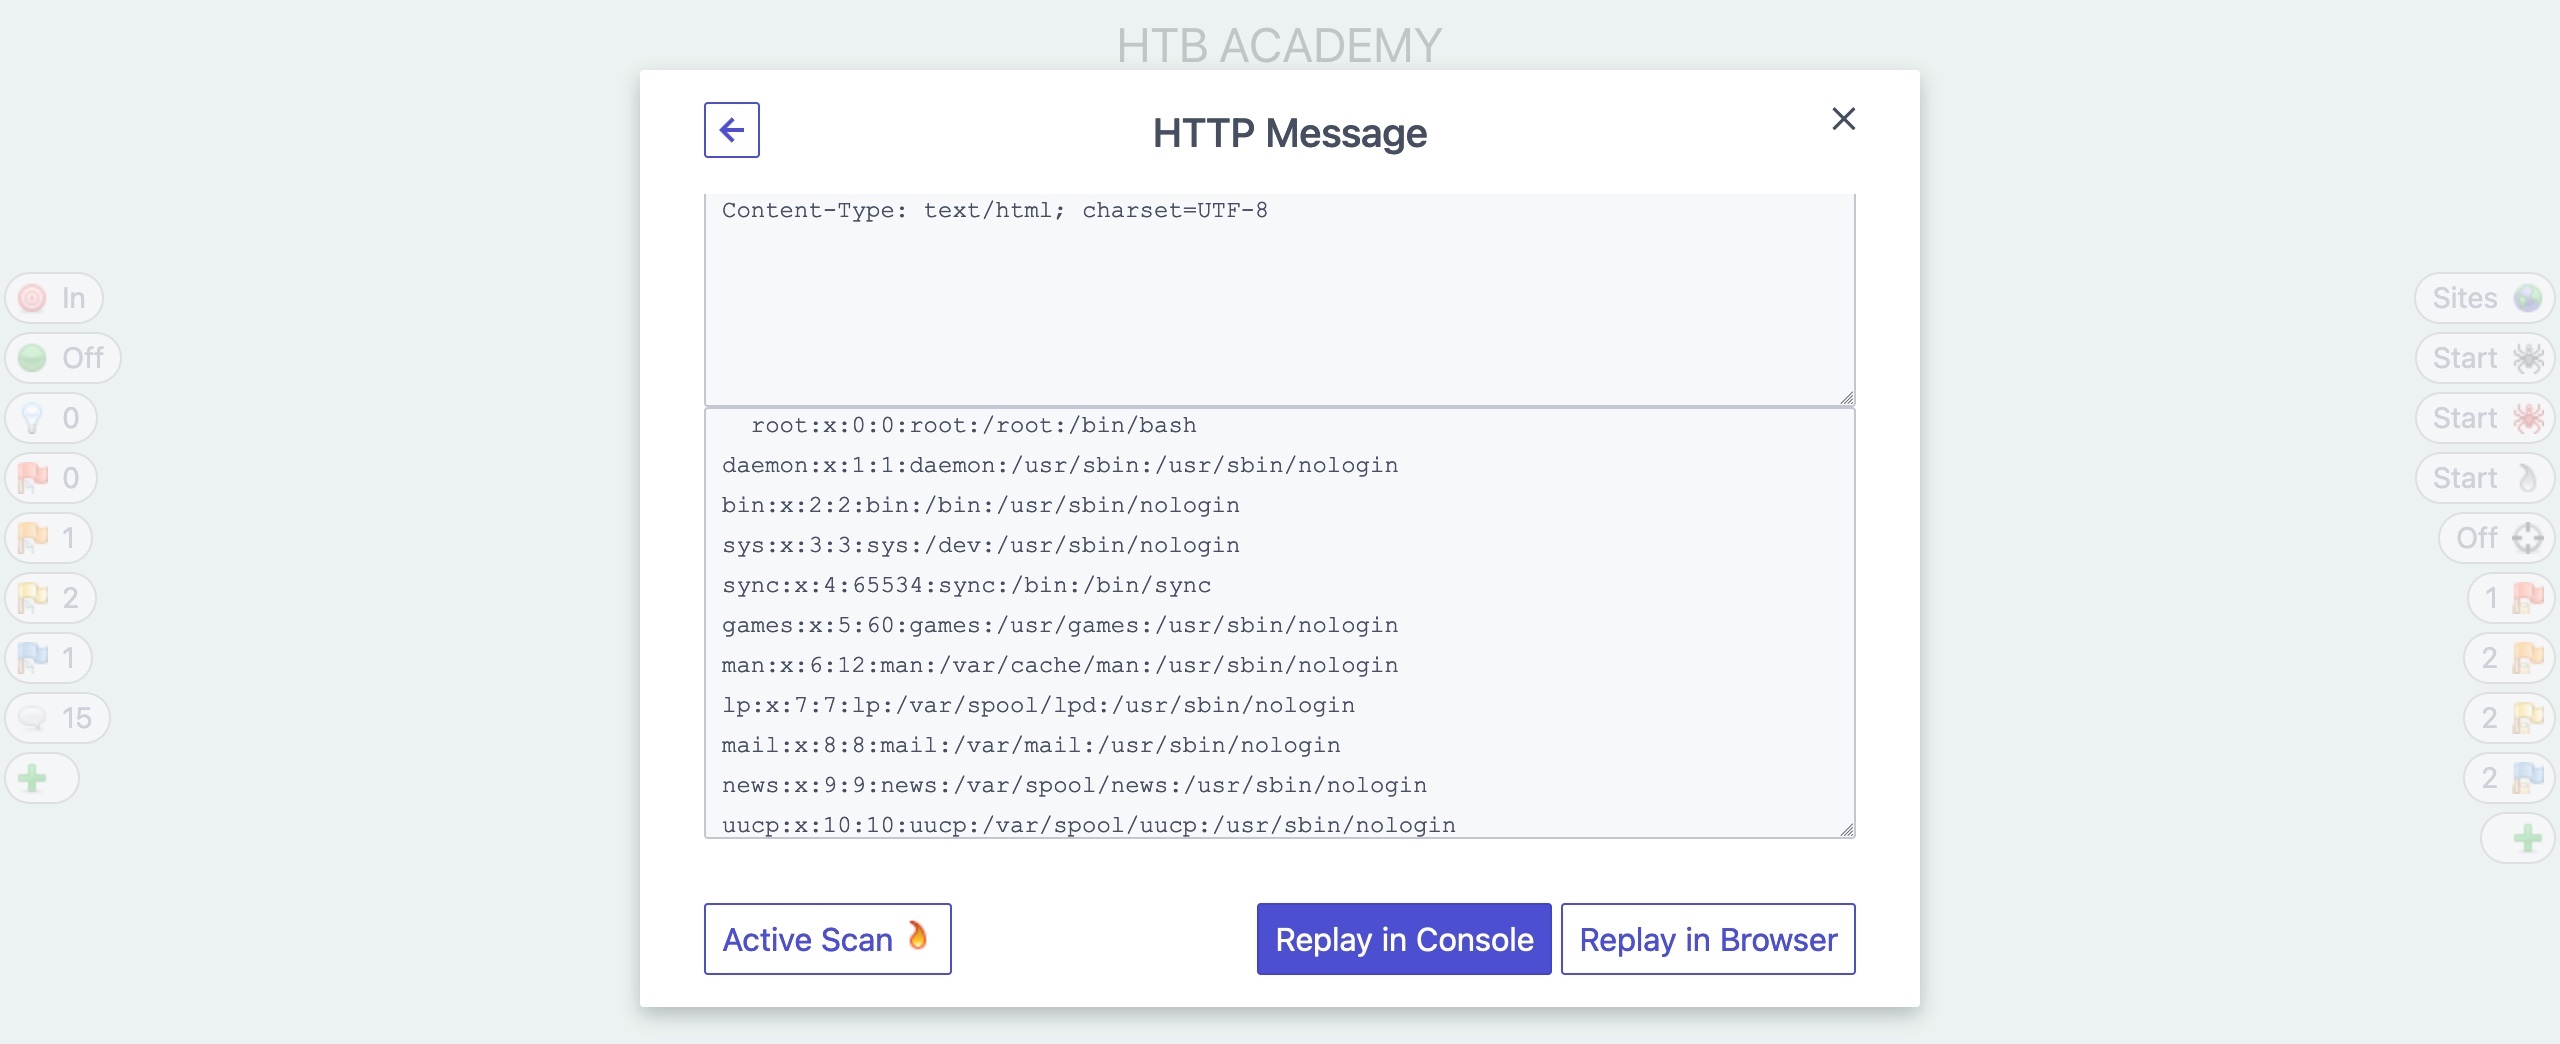 HTB ACADEMY
HTTP Message
Content-Type: text/html; charset=UTF-8
root:x:0:0:root:/root:/bin/bash
daemon:x:1:1:daemon:/usr/sbin:/usr/sbin/nologin
bin:x:2:2:bin:/bin:/usr/sbin/nologin
sys:x:3:3:sys:/dev:/usr/sbin/nologin
sync:x:4:65534:sync:/bin:/bin/sync
games:x:5:60:games:/usr/games:/usr/sbin/nologin
man:x:6:12:man:/var/cache/man:/usr/sbin/nologin
lp:x:7:7:lp:/var/spool/lpd:/usr/sbin/nologin
mail:x:8:8:mail:/var/mail:/usr/sbin/nologin
news:x:9:9:news:/var/spool/news:/usr/sbin/nologin
uucp:x:10:10:uucp:/var/spool/uucp:/usr/sbin/nologin
Active Scan
Replay in Console
Replay in Browser
In
Off
0
0
1
2
1
15
Sites
Start
Start
Start
Off
1
2
2
2